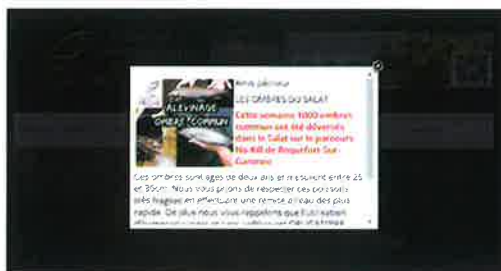 Amis pêcheur
ALEVINAGE
OMBRE COMMUN
LES OMBRES DU SALAT
Cette semaine 1000 ombres
commun ont été déversés
dans le Salat sur le parcours
No-Kill de Roquefort-Sur-
Garonne
Ces ombres sont âgés de deux ans et mesurent entre 25
et 35cm. Nous vous prions de respecter ces poissons
très fragiles en effectuant une remise à l'eau des plus
rapide. De plus nous vous rappelons que l'utilisation